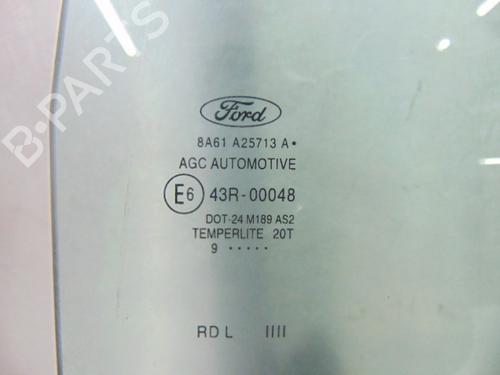 B-PARTS
Ford
8A61 A25713 A•
AGC AUTOMOTIVE
E6 43R-00048
DOT-24 M189 AS2
TEMPERLITE 20T
9 •••••
RD L IIII